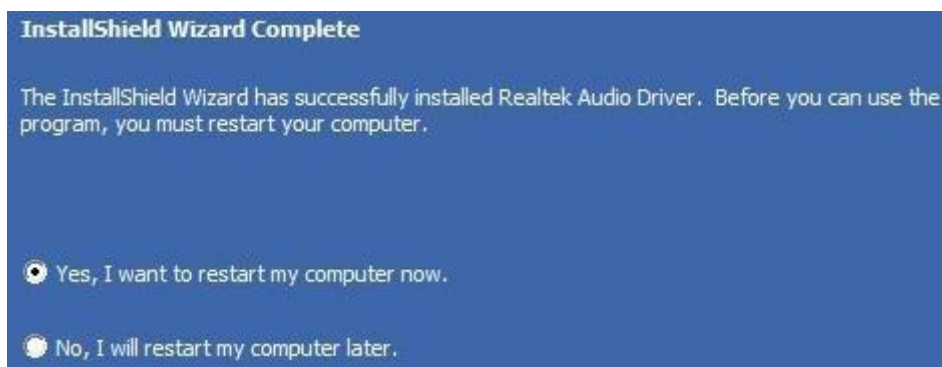 InstallShield Wizard Complete
The InstallShield Wizard has successfully installed Realtek Audio Driver.  Before you can use the
program, you must restart your computer.
Yes, I want to restart my computer now.
No, I will restart my computer later.